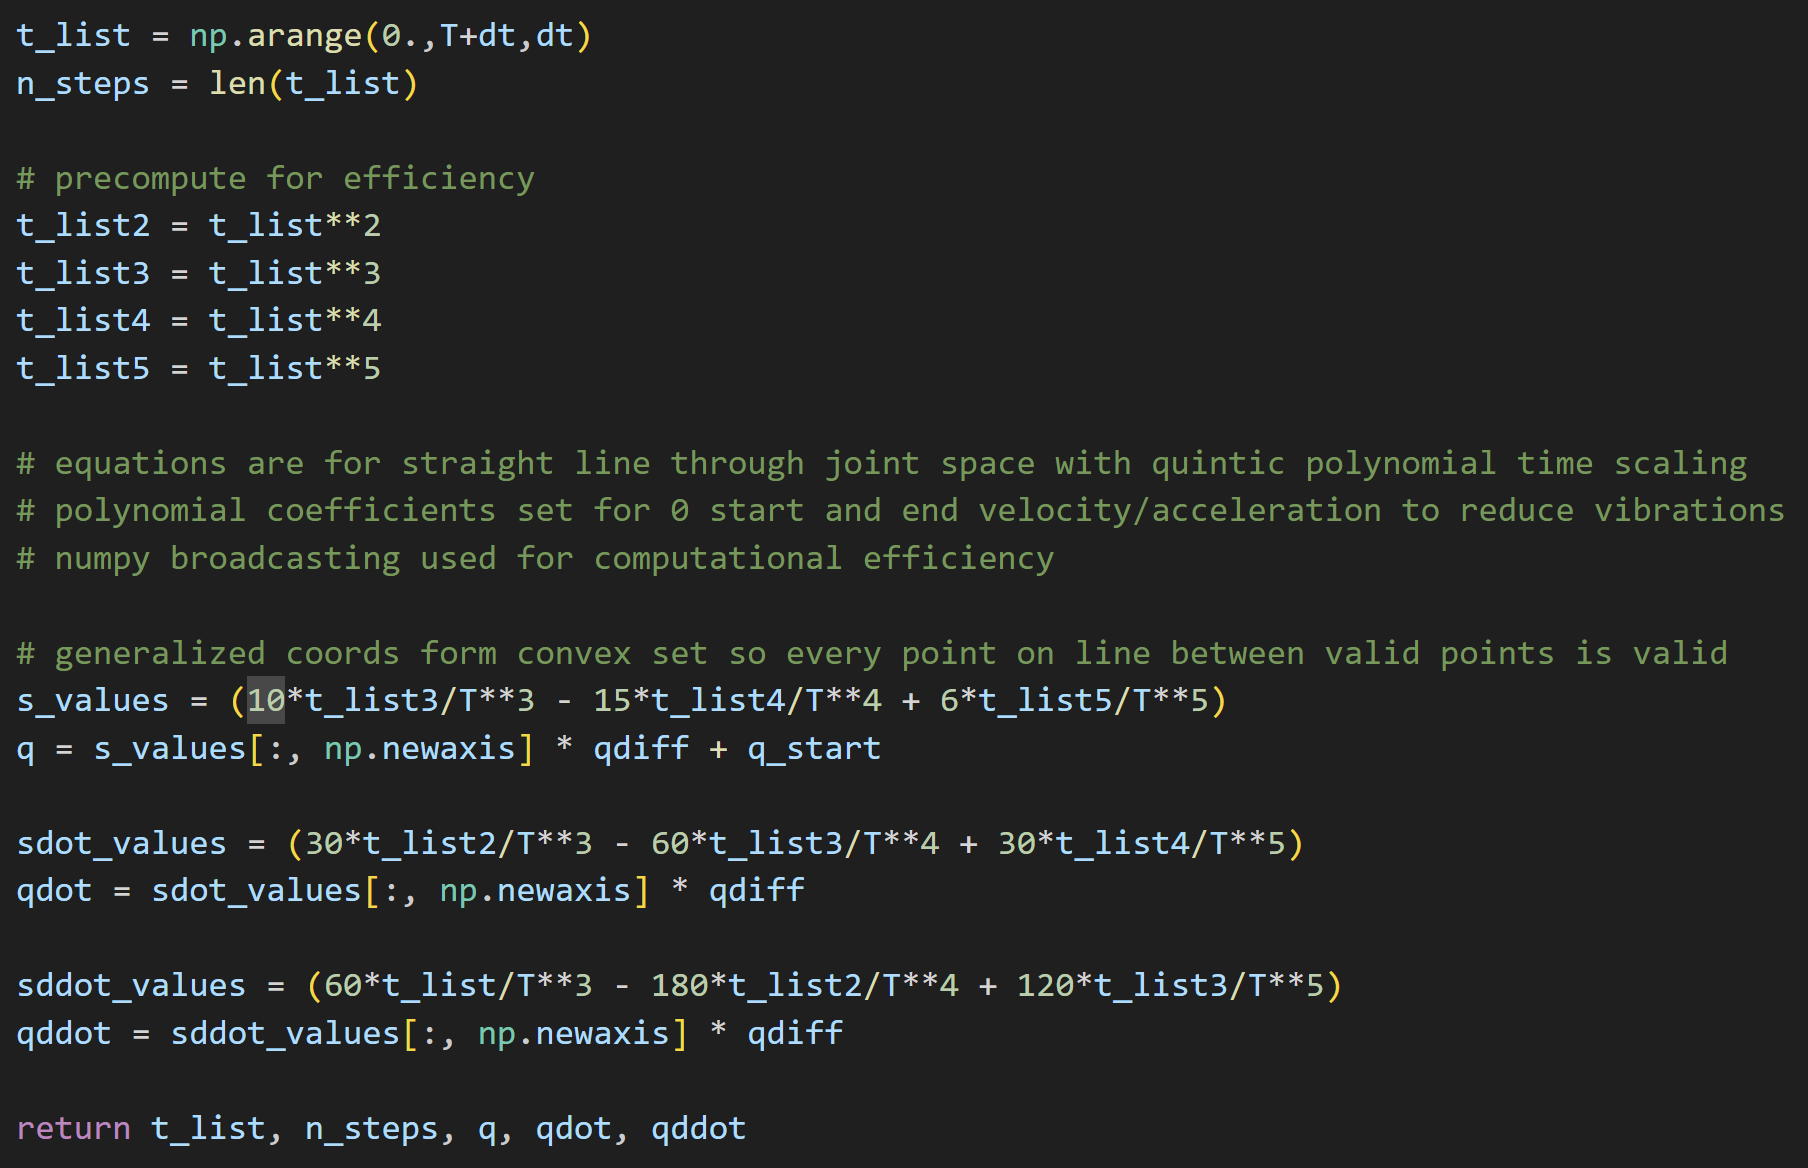 t_list = np.arange(0.,T+dt,dt)
n_steps = len(t_list)
# precompute for efficiency
t_list2 = t_list**2
t_list3 = t_list**3
t_list4 = t_list**4
t_list5 = t_list**5
# equations are for straight line through joint space with quintic polynomial time scaling
# polynomial coefficients set for 0 start and end velocity/acceleration to reduce vibrations
# numpy broadcasting used for computational efficiency
# generalized coords form convex set so every point on line between valid points is valid
s_values = (10*t_list3/T**3 - 15*t_list4/T**4 + 6*t_list5/T**5)
q = s_values[:, np.newaxis] * qdiff + q_start
sdot_values = (30*t_list2/T**3 - 60*t_list3/T**4 + 30*t_list4/T**5)
qdot = sdot_values[:, np.newaxis] * qdiff
sddot_values = (60*t_list/T**3 - 180*t_list2/T**4 + 120*t_list3/T**5)
qddot = sddot_values[:, np.newaxis] * qdiff
return t_list, n_steps, q, qdot, qddot